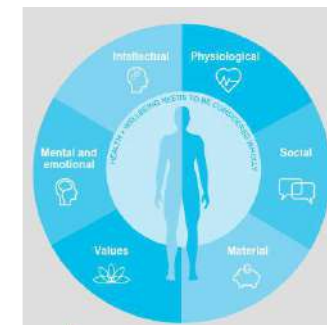 Intellectual
Physiological
HEALTH + WELLBEING NEEDS TO BE CONSIDERED WHOLLY
Mental and
emotional
Social
Values
Material